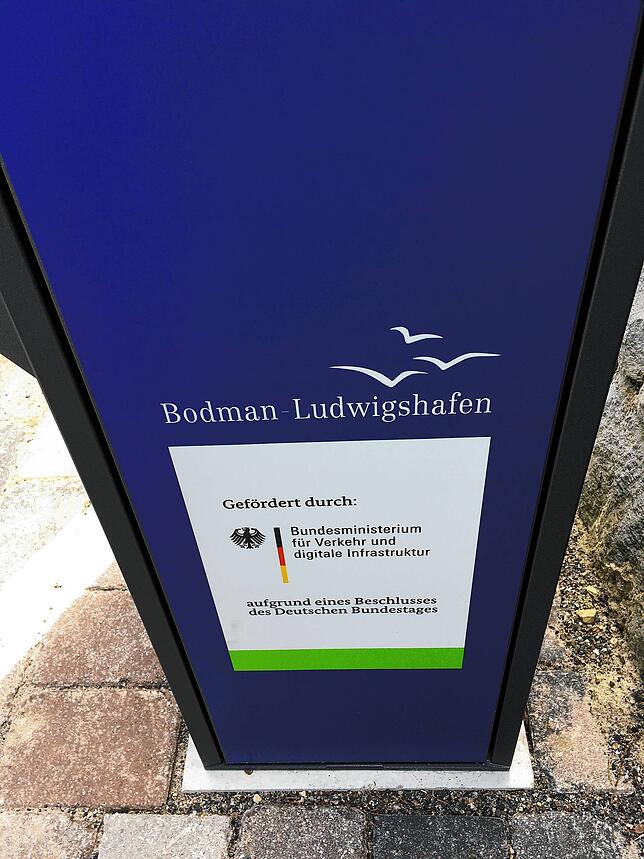 Bodman-Ludwigshafen
Gefördert durch:
Bundesministerium
für Verkehr und
digitale Infrastruktur
aufgrund eines Beschlusses
des Deutschen Bundestages